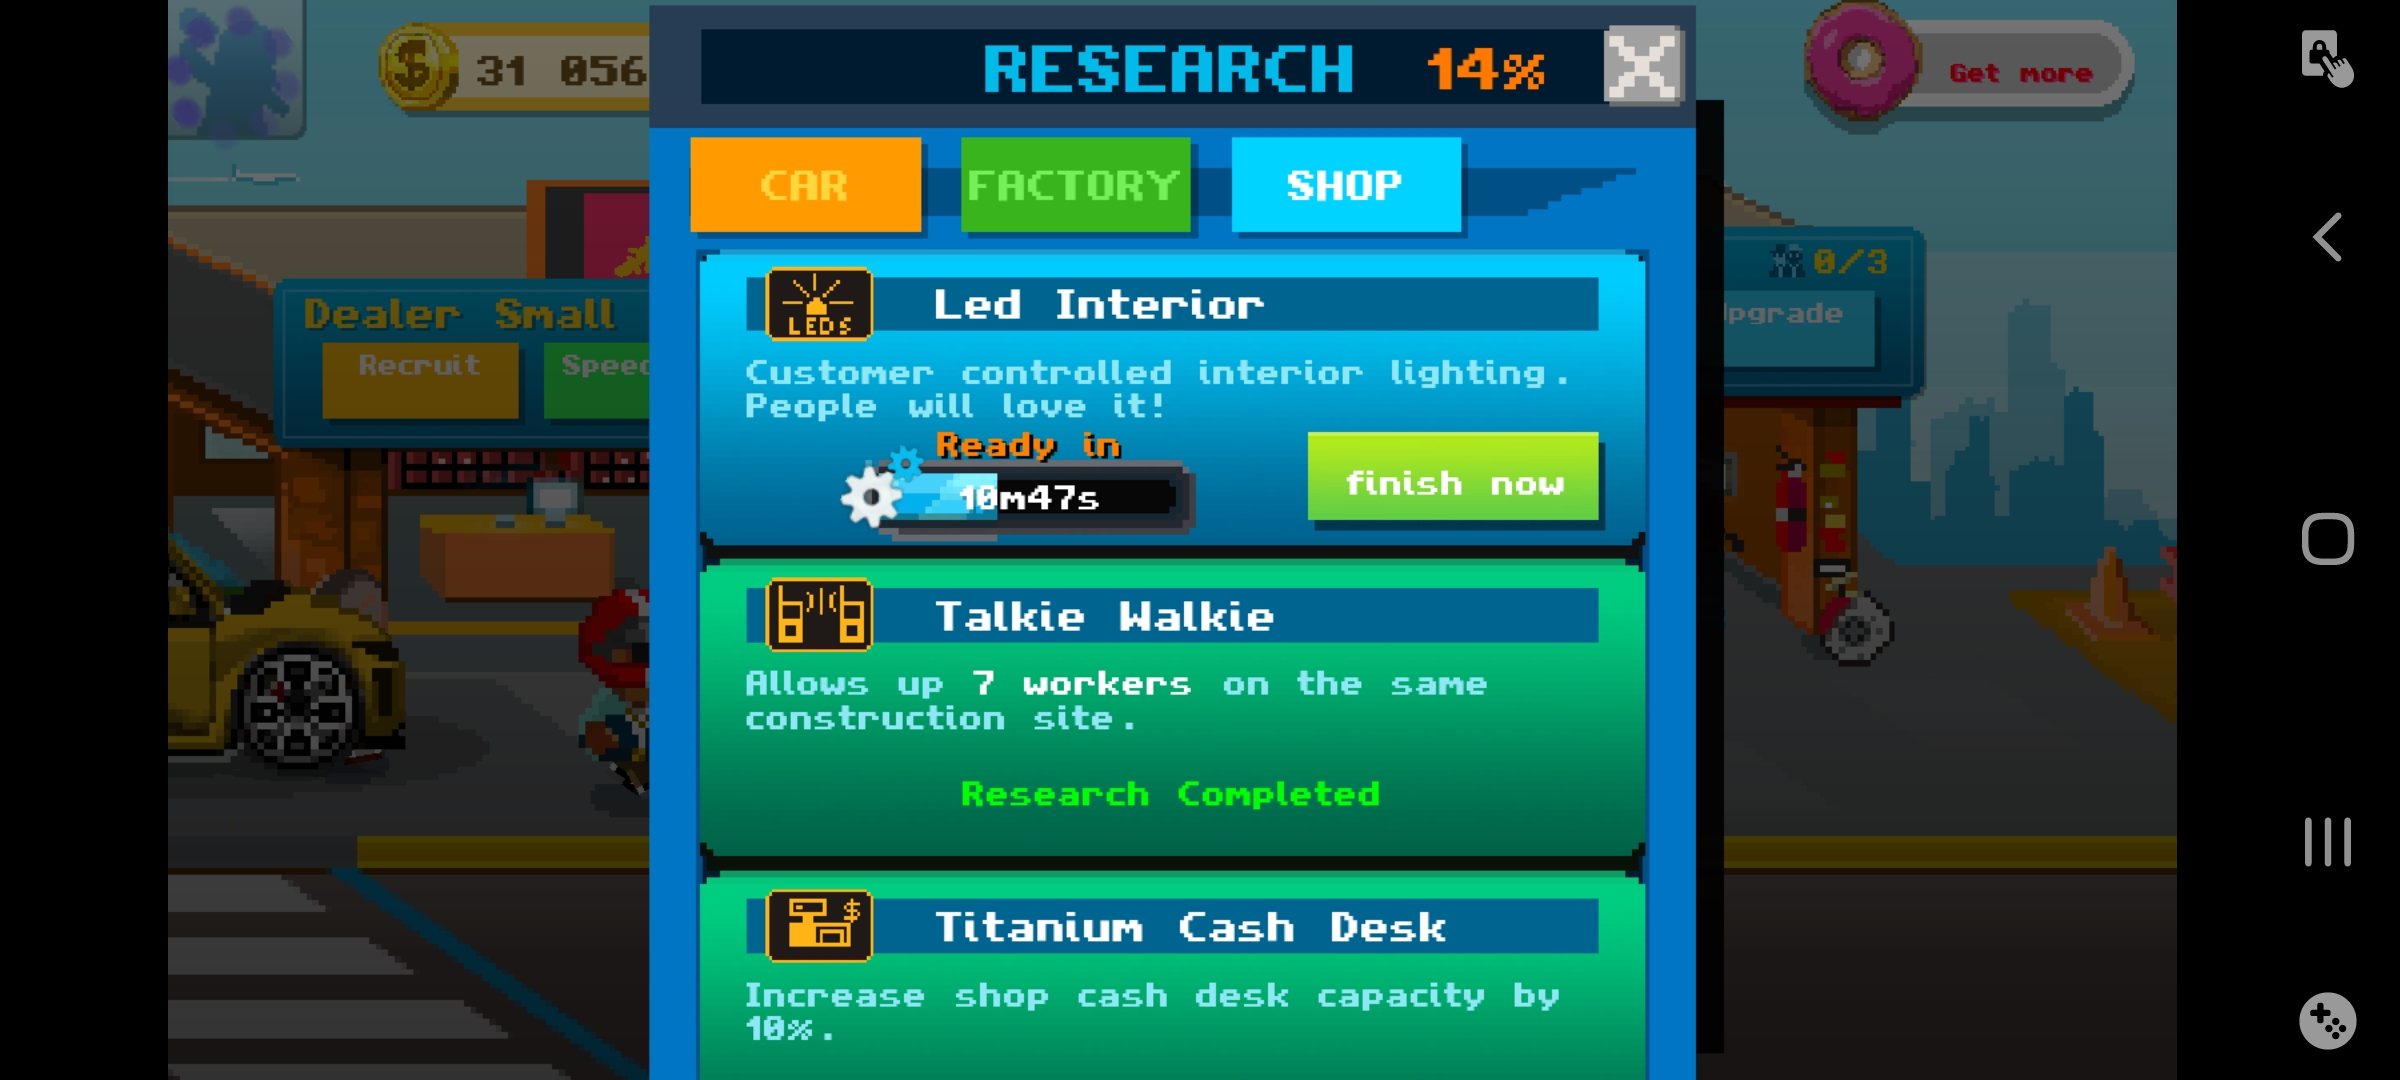 31 056
RESEARCH 14%
Get more
CAR FACTORY SHOP
0/3
Dealer Small
Recruit
LEDS
Led Interior
Customer controlled interior lighting.
People will love it!
Ready in
10m47s
finish now
Talkie Walkie
Allows up 7 workers on the same
construction site.
Research Completed
$
Titanium Cash Desk
Increase shop cash desk capacity by
10%.